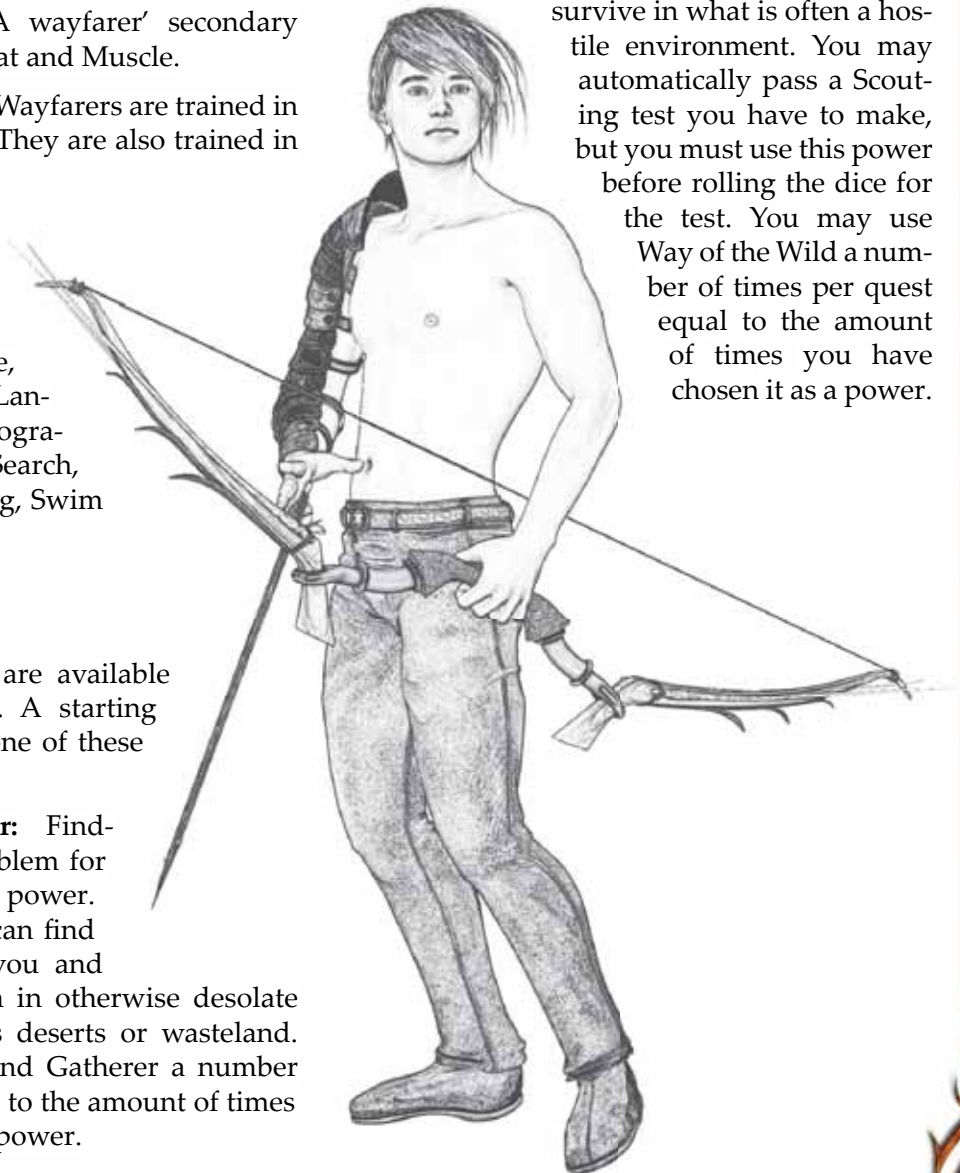 A wayfarer’ secondary
at and Muscle.
Wayfarers are trained in
They are also trained in
e,
Lan-
ogra-
Search,
g, Swim
are available
. A starting
ne of these
r: Find-
blem for
power.
can find
you and
n in otherwise desolate
s deserts or wasteland.
nd Gatherer a number
to the amount of times
power.
survive in what is often a hos-
tile environment. You may
automatically pass a Scout-
ing test you have to make,
but you must use this power
before rolling the dice for
the test. You may use
Way of the Wild a num-
ber of times per quest
equal to the amount
of times you have
chosen it as a power.